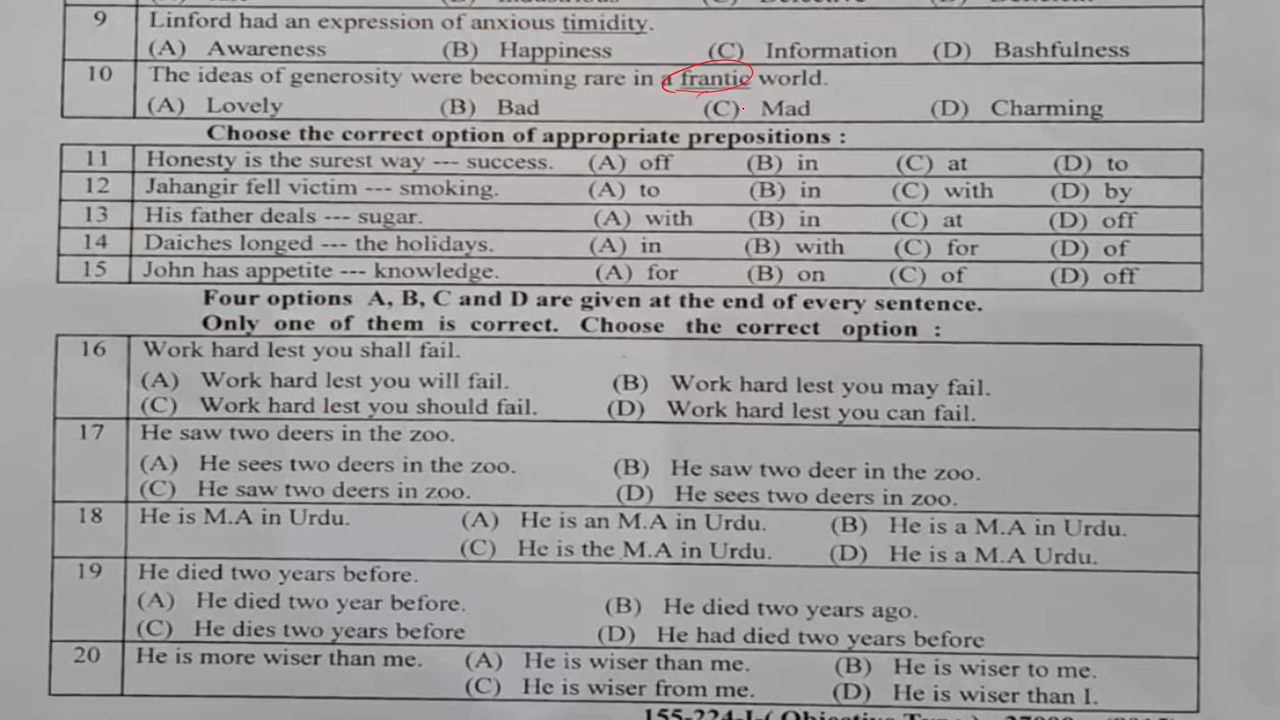 9 Linford had an expression of anxious timidity.
(A) Awareness (B) Happiness (C) Information (D) Bashfulness
10 The ideas of generosity were becoming rare in a frantic world.
(A) Lovely (B) Bad (C) Mad (D) Charming
Choose the correct option of appropriate prepositions :
11 Honesty is the surest way --- success. (A) off (B) in (C) at (D) to
12 Jahangir fell victim --- smoking. (A) to (B) in (C) with (D) by
13 His father deals --- sugar. (A) with (B) in (C) at (D) off
14 Daiches longed --- the holidays. (A) in (B) with (C) for (D) of
15 John has appetite --- knowledge. (A) for (B) on (C) of (D) off
Four options A, B, C and D are given at the end of every sentence.
Only one of them is correct. Choose the correct option :
16 Work hard lest you shall fail.
(A) Work hard lest you will fail. (B) Work hard lest you may fail.
(C) Work hard lest you should fail. (D) Work hard lest you can fail.
17 He saw two deers in the zoo.
(A) He sees two deers in the zoo. (B) He saw two deer in the zoo.
(C) He saw two deers in zoo. (D) He sees two deers in zoo.
18 He is M.A in Urdu. (A) He is an M.A in Urdu. (B) He is a M.A in Urdu.
(C) He is the M.A in Urdu. (D) He is a M.A Urdu.
19 He died two years before.
(A) He died two year before. (B) He died two years ago.
(C) He dies two years before (D) He had died two years before
20 He is more wiser than me. (A) He is wiser than me. (B) He is wiser to me.
(C) He is wiser from me. (D) He is wiser than I.